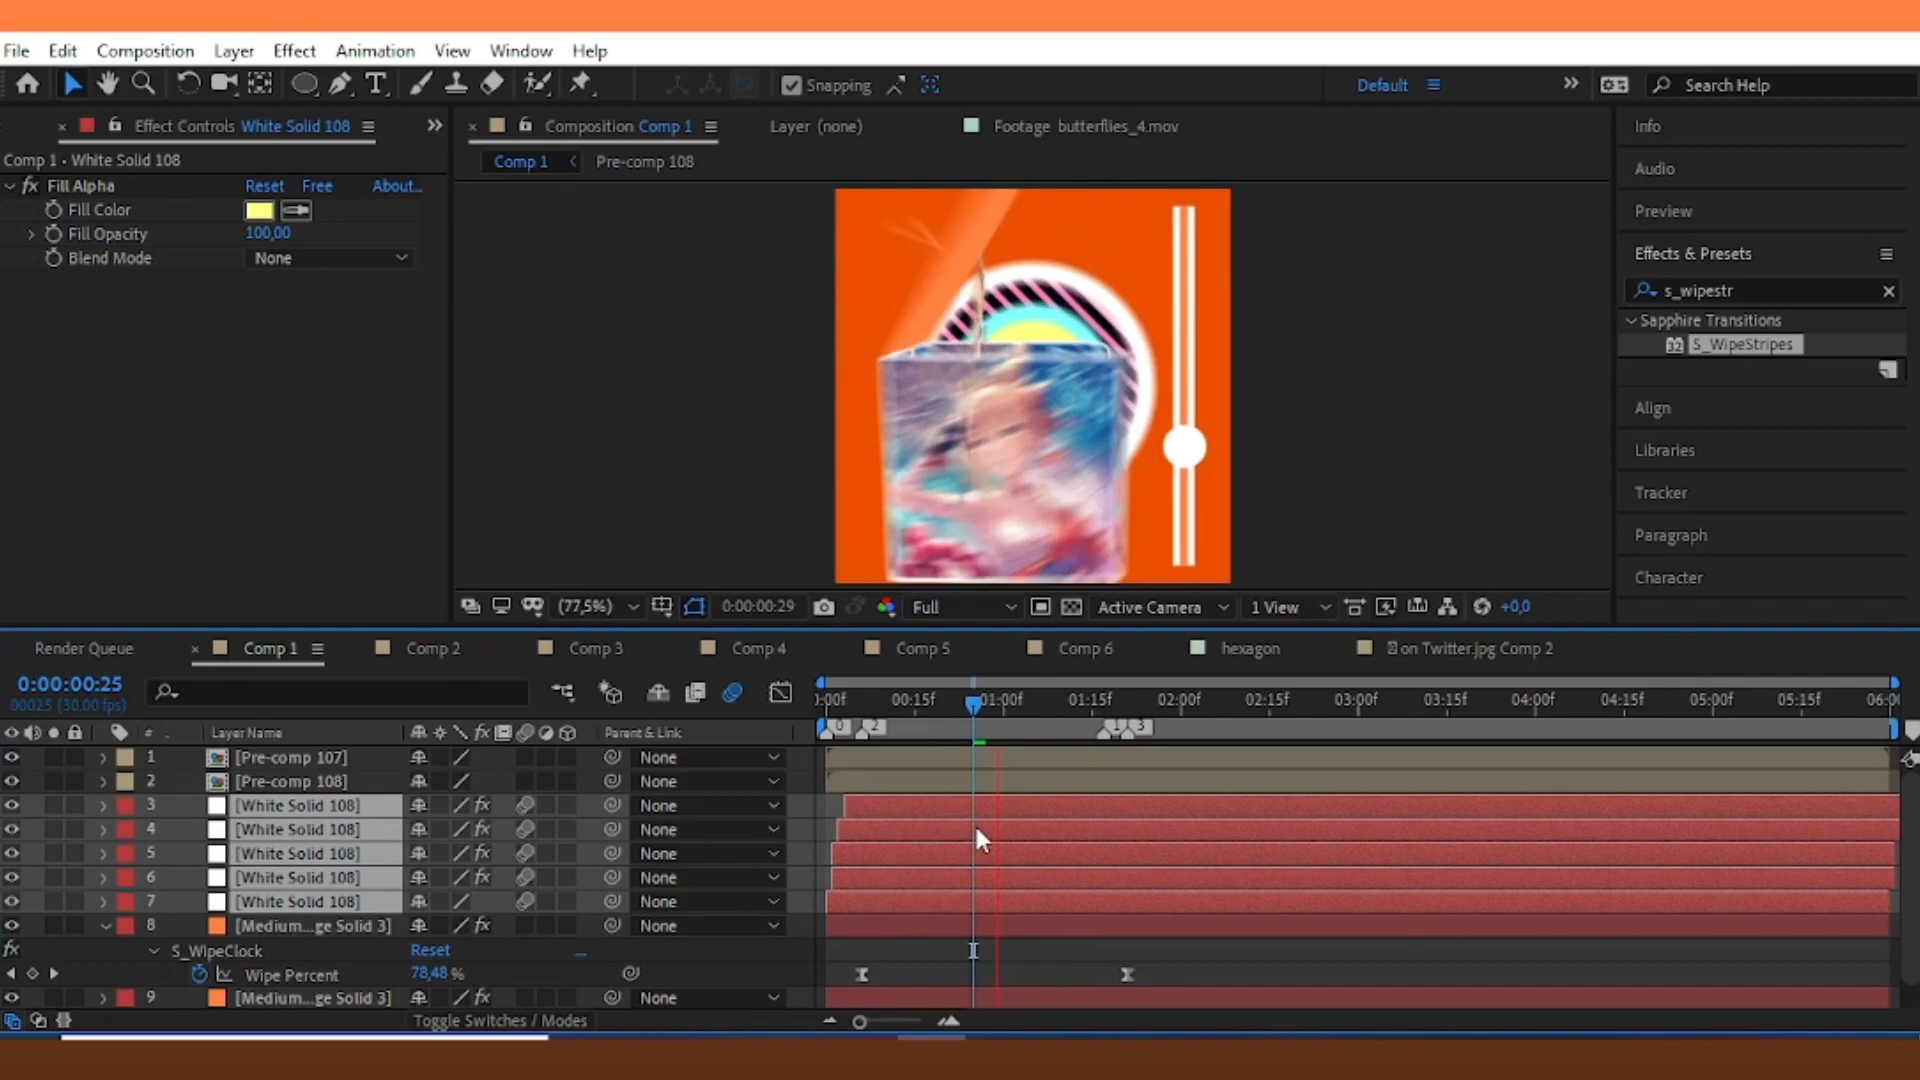 File Edit Composition Layer Effect Animation View Window Help
Snapping Default Search Help
Effect Controls White Solid 108
Composition Comp 1 Layer (none) Footage butterflies_4.mov
Info
Comp 1 • White Solid 108
Comp 1 Pre-comp 108
Audio
fx Fill Alpha Reset Free About...
Fill Color
Preview
Fill Opacity 100,00
Blend Mode None
Effects & Presets
s_wipestr
Sapphire Transitions
32 S_WipeStripes
Align
Libraries
Tracker
Paragraph
Character
(77,5%) 0:00:00:29 Full Active Camera 1 View +0,0
Render Queue Comp 1 Comp 2 Comp 3 Comp 4 Comp 5 Comp 6 hexagon on Twitter.jpg Comp 2
0:00:00:25
00025 (30.00 fps)
:00f 00:15f 01:00f 01:15f 02:00f 02:15f 03:00f 03:15f 04:00f 04:15f 05:00f 05:15f 06:0
0 2 1 3
# Layer Name fx Parent & Link
1 [Pre-comp 107] None
2 [Pre-comp 108] None
3 [White Solid 108] fx None
4 [White Solid 108] fx None
5 [White Solid 108] fx None
6 [White Solid 108] fx None
7 [White Solid 108] None
8 [Medium...ge Solid 3] fx None
fx S_WipeClock Reset ...
Wipe Percent 78,48 %
9 [Medium...ge Solid 3] fx None
Toggle Switches / Modes